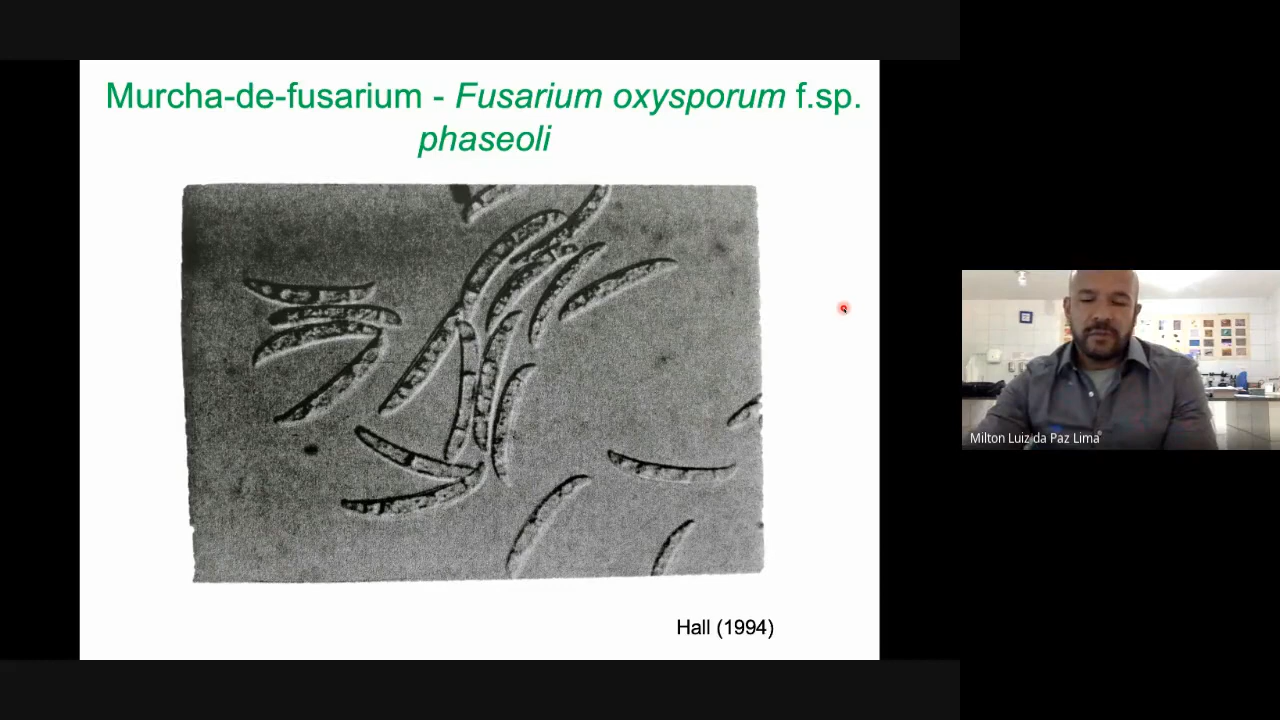 Murcha-de-fusarium - Fusarium oxysporum f.sp.
phaseoli
Hall (1994)
Milton Luiz da Paz Lima